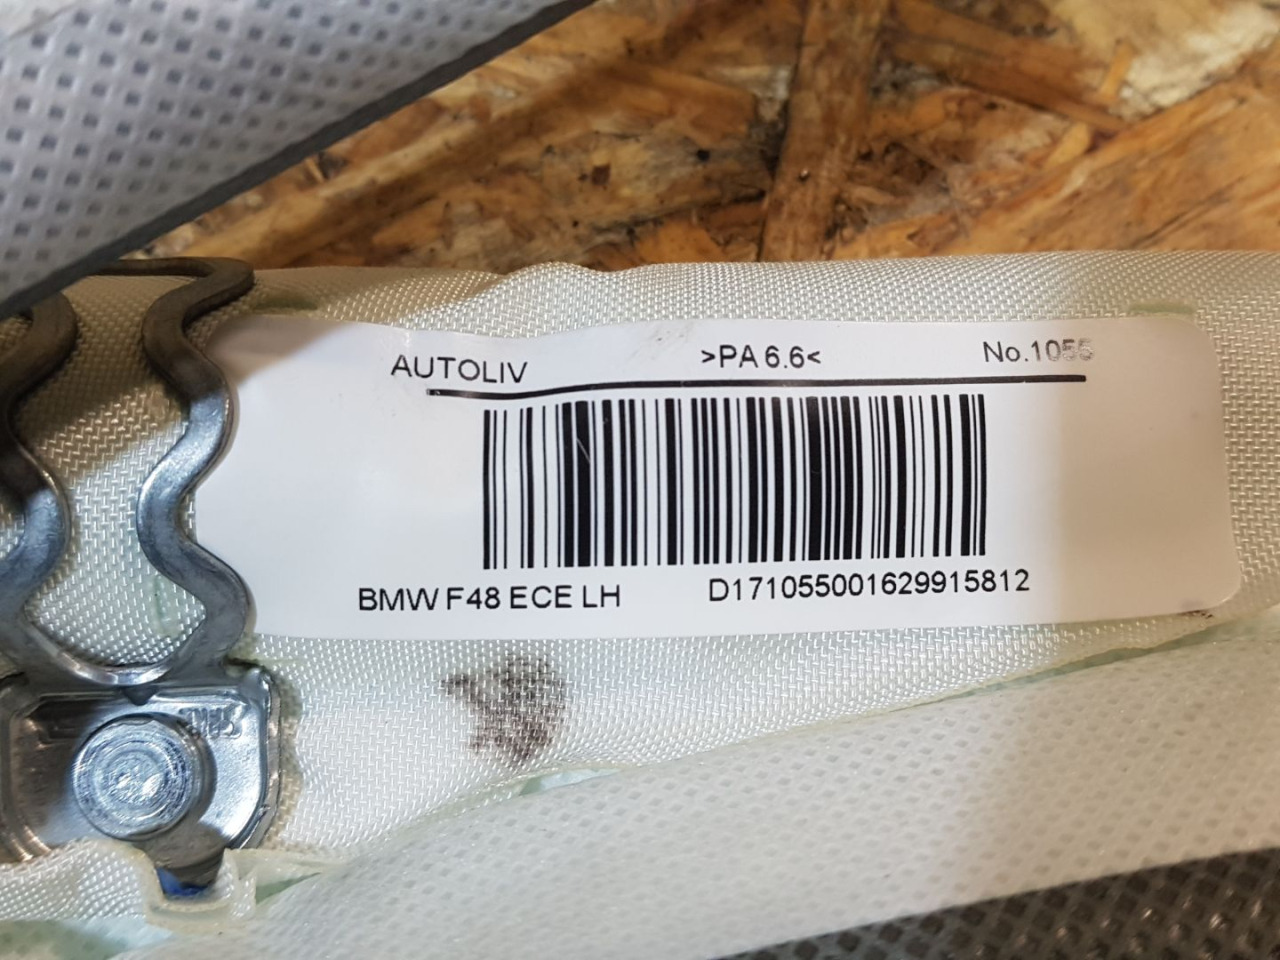 AUTOLIV >PA 6.6< No.1055
BMW F48 ECE LH D171055001629915812